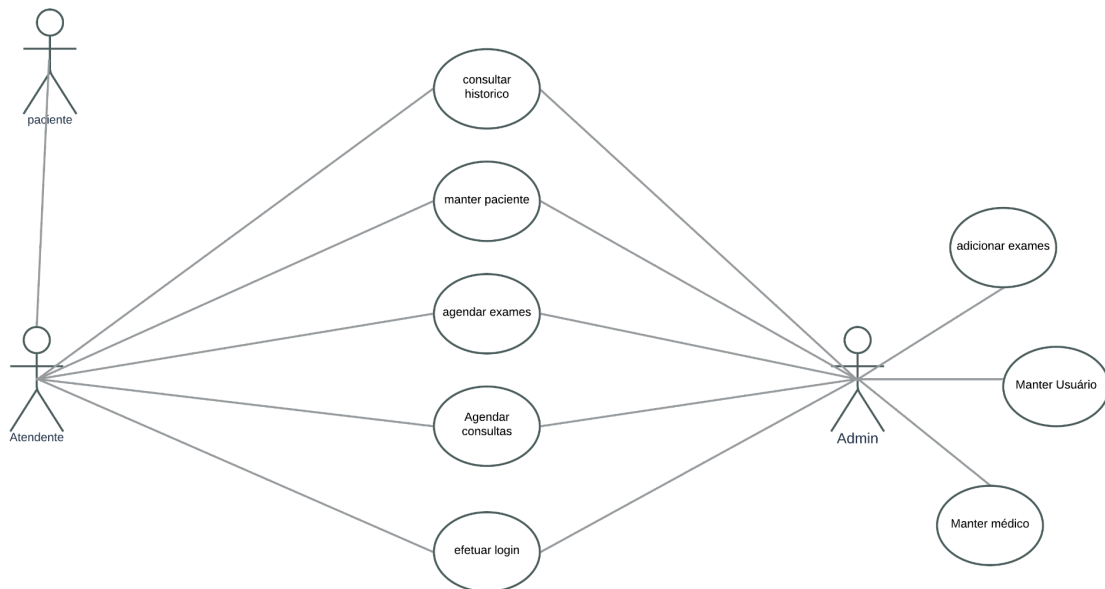 paciente
consultar
historico
manter paciente
adicionar exames
agendar exames
Manter Usuário
Agendar
consultas
Atendente
Admin
Manter médico
efetuar login